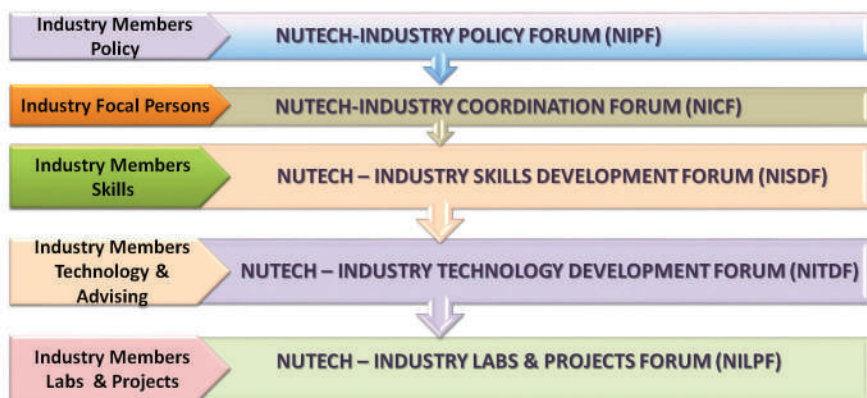 Industry Members
Policy
NUTECH-INDUSTRY POLICY FORUM (NIPF)
Industry Focal Persons
NUTECH-INDUSTRY COORDINATION FORUM (NICF)
Industry Members
Skills
NUTECH – INDUSTRY SKILLS DEVELOPMENT FORUM (NISDF)
Industry Members
Technology &
Advising
NUTECH – INDUSTRY TECHNOLOGY DEVELOPMENT FORUM (NITDF)
Industry Members
Labs & Projects
NUTECH – INDUSTRY LABS & PROJECTS FORUM (NILPF)